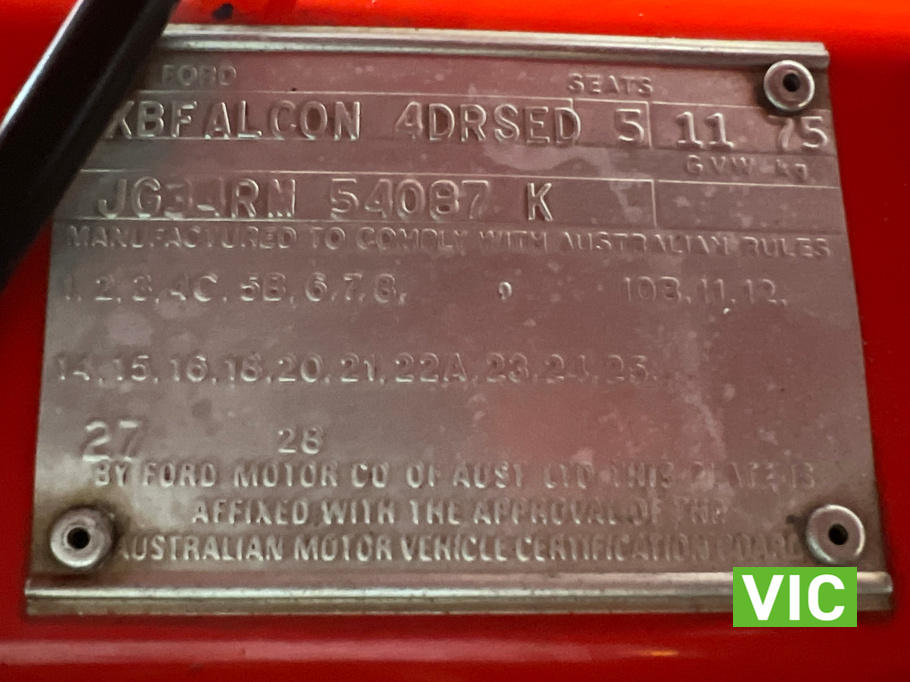 FORD SEATS
XBFALCON 4DRSED 5 11 75
GVW kg
JG34RM 54087 K
MANUFACTURED TO COMPLY WITH AUSTRALIAN RULES
1, 2, 3, 4C, 5B, 6, 7, 8, , 10B, 11, 12,
14, 15, 16, 18, 20, 21, 22A, 23, 24, 25,
27 28
BY FORD MOTOR CO OF AUST LTD THIS PLATE IS
AFFIXED WITH THE APPROVAL OF THE
AUSTRALIAN MOTOR VEHICLE CERTIFICATION BOARD
VIC